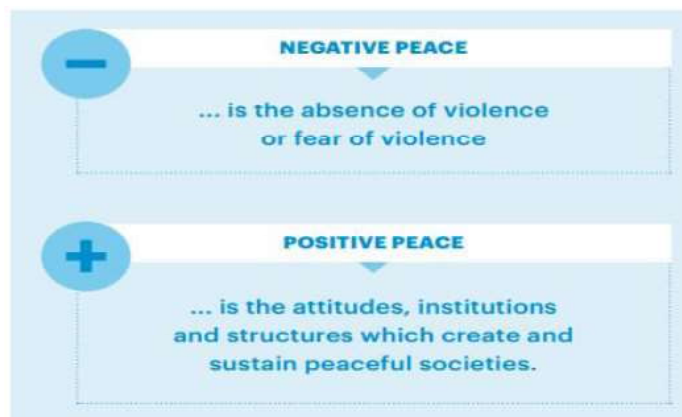 NEGATIVE PEACE
... is the absence of violence
or fear of violence
POSITIVE PEACE
... is the attitudes, institutions
and structures which create and
sustain peaceful societies.